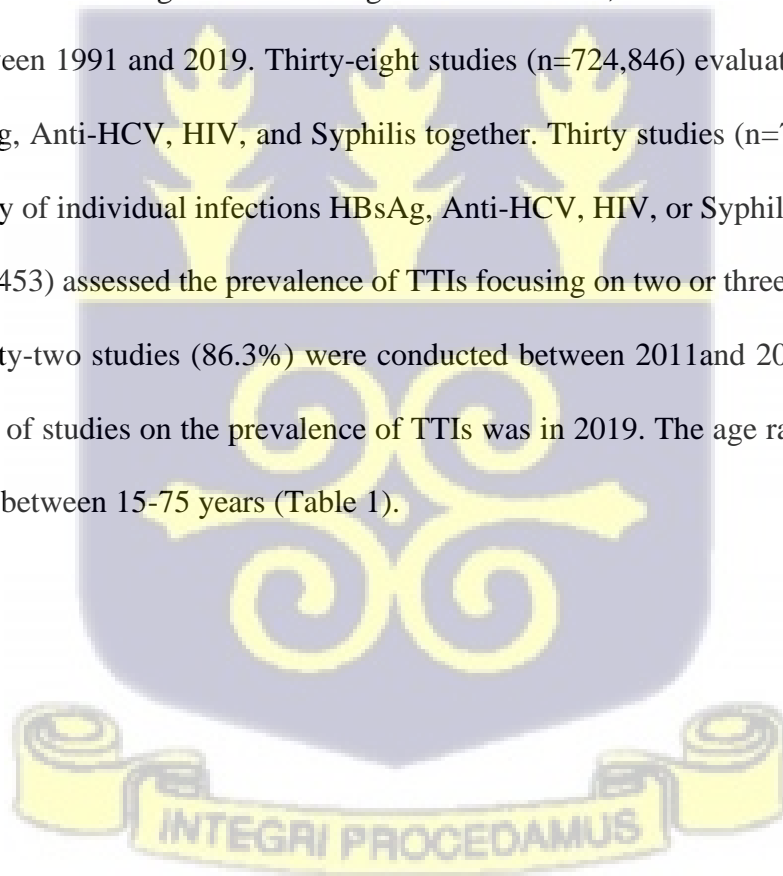 between 1991 and 2019. Thirty-eight studies (n=724,846) evaluat
Anti-HCV, HIV, and Syphilis together. Thirty studies
of individual infections HBsAg, Anti-HCV, HIV, or Syphil
453) assessed the prevalence of TTIs focusing on two or three
ty-two studies (86.3%) were conducted between 2011and 20
of studies on the prevalence of TTIs was in 2019. The age ra
between 15-75 years (Table 1).
INTEGRI PROCEDAMUS